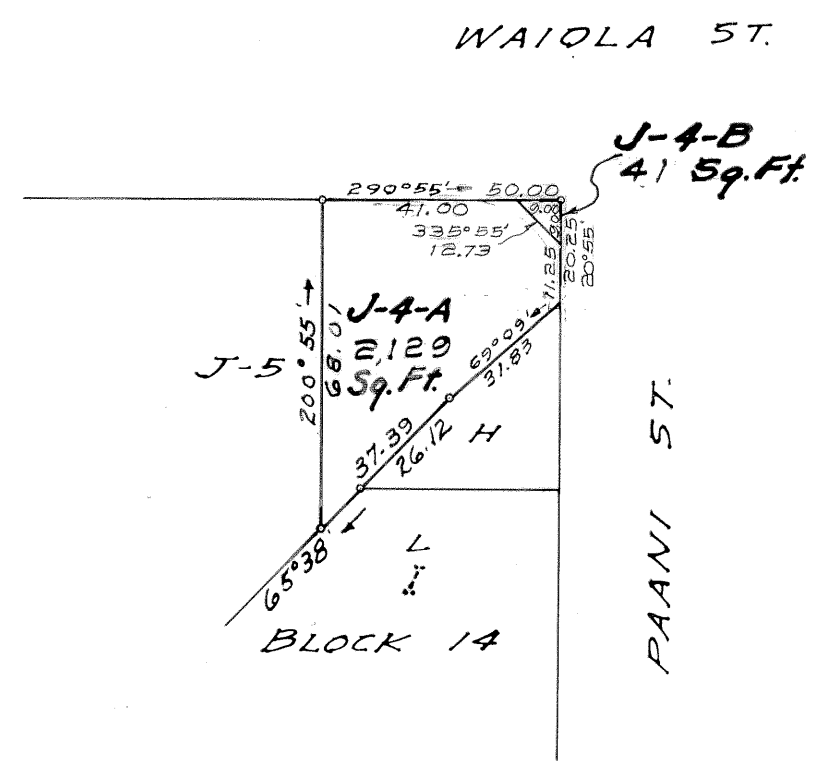 WAIOLA ST.
J-4-B
41 Sq.Ft.
290°55' 50.00
41.00
9.00
9.00
335°55'
12.73
11.25
20.25
20°55'
200°55'
68.01
J-4-A
2,129
Sq.Ft.
J-5
69°09'
31.83
37.39
26.12
H
65°38'
L
BLOCK 14
PAANI ST.